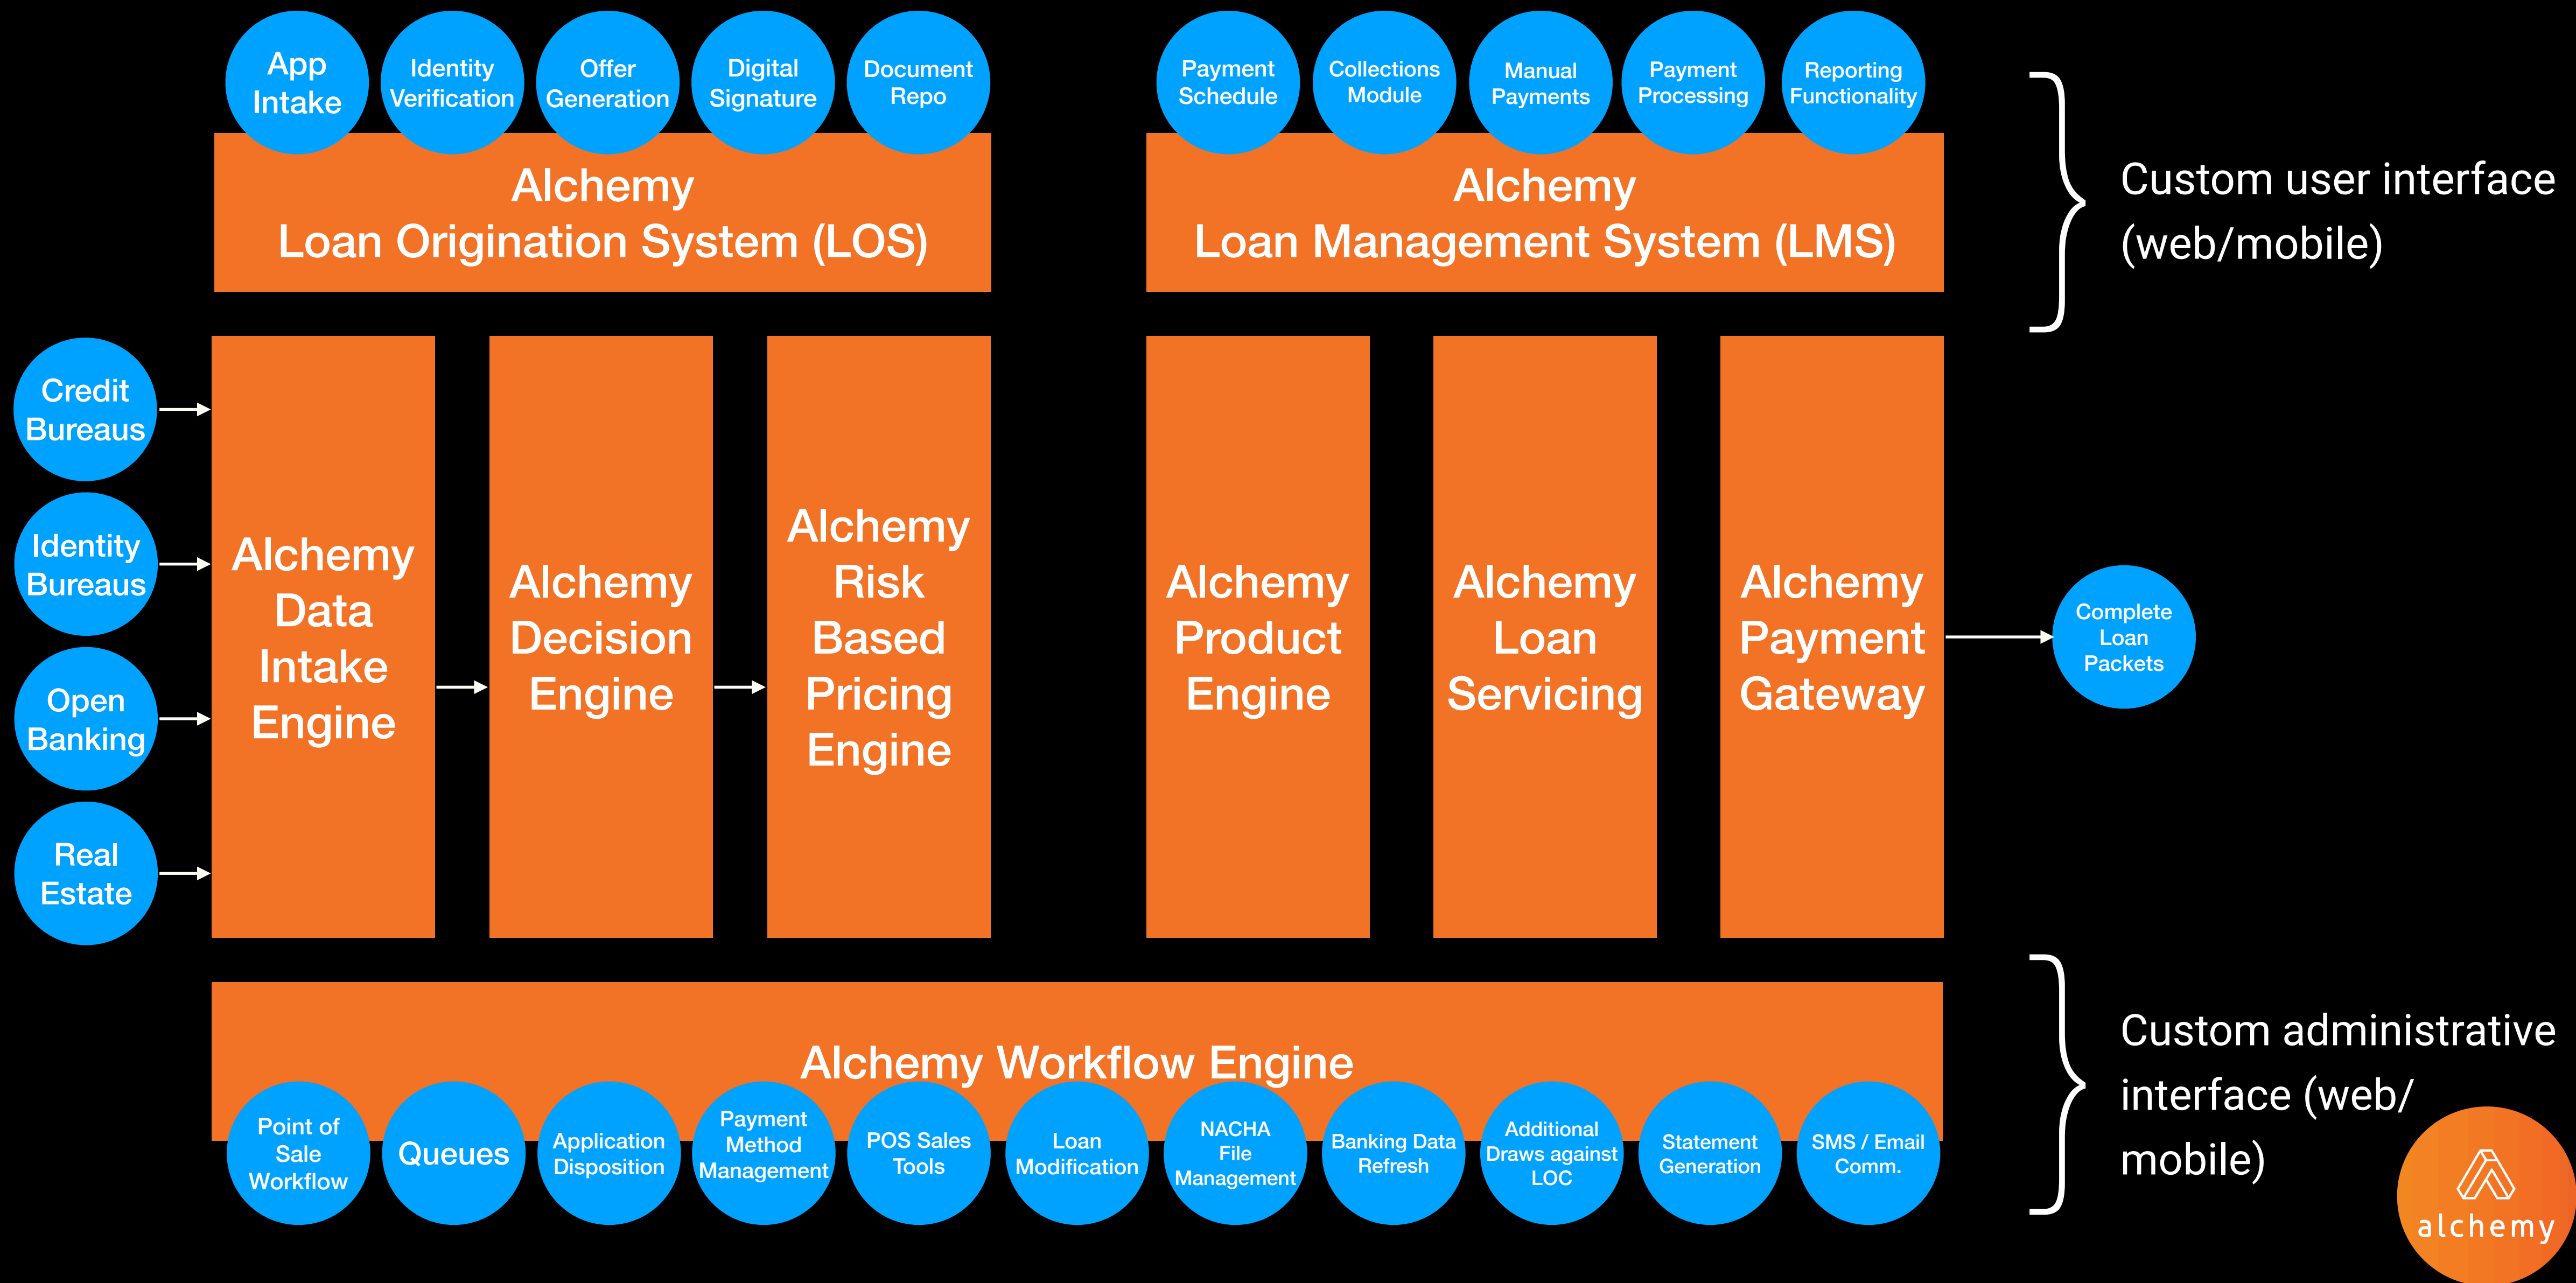 App
Intake
Identity
Verification
Offer
Generation
Digital
Signature
Document
Repo
Payment
Schedule
Collections
Module
Manual
Payments
Payment
Processing
Reporting
Functionality
Alchemy
Loan Origination System (LOS)
Alchemy
Loan Management System (LMS)
Custom user interface
(web/mobile)
Credit
Bureaus
Identity
Bureaus
Open
Banking
Real
Estate
Alchemy
Data
Intake
Engine
Alchemy
Decision
Engine
Alchemy
Risk
Based
Pricing
Engine
Alchemy
Product
Engine
Alchemy
Loan
Servicing
Alchemy
Payment
Gateway
Complete
Loan
Packets
Alchemy Workflow Engine
Point of
Sale
Workflow
Queues
Application
Disposition
Payment
Method
Management
POS Sales
Tools
Loan
Modification
NACHA
File
Management
Banking Data
Refresh
Additional
Draws against
LOC
Statement
Generation
SMS / Email
Comm.
Custom administrative
interface (web/
mobile)
alchemy